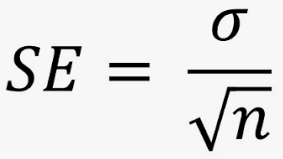 SE = σ/√n